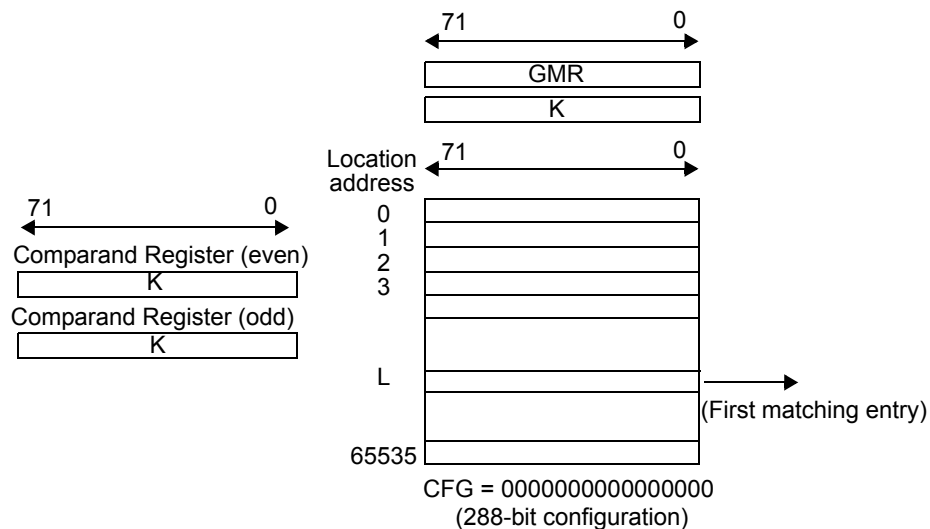 71 0
GMR
K
Location
address
71 0
0
1
2
3
L
65535
71 0
Comparand Register (even)
K
Comparand Register (odd)
K
(First matching entry)
CFG = 0000000000000000
(288-bit configuration)